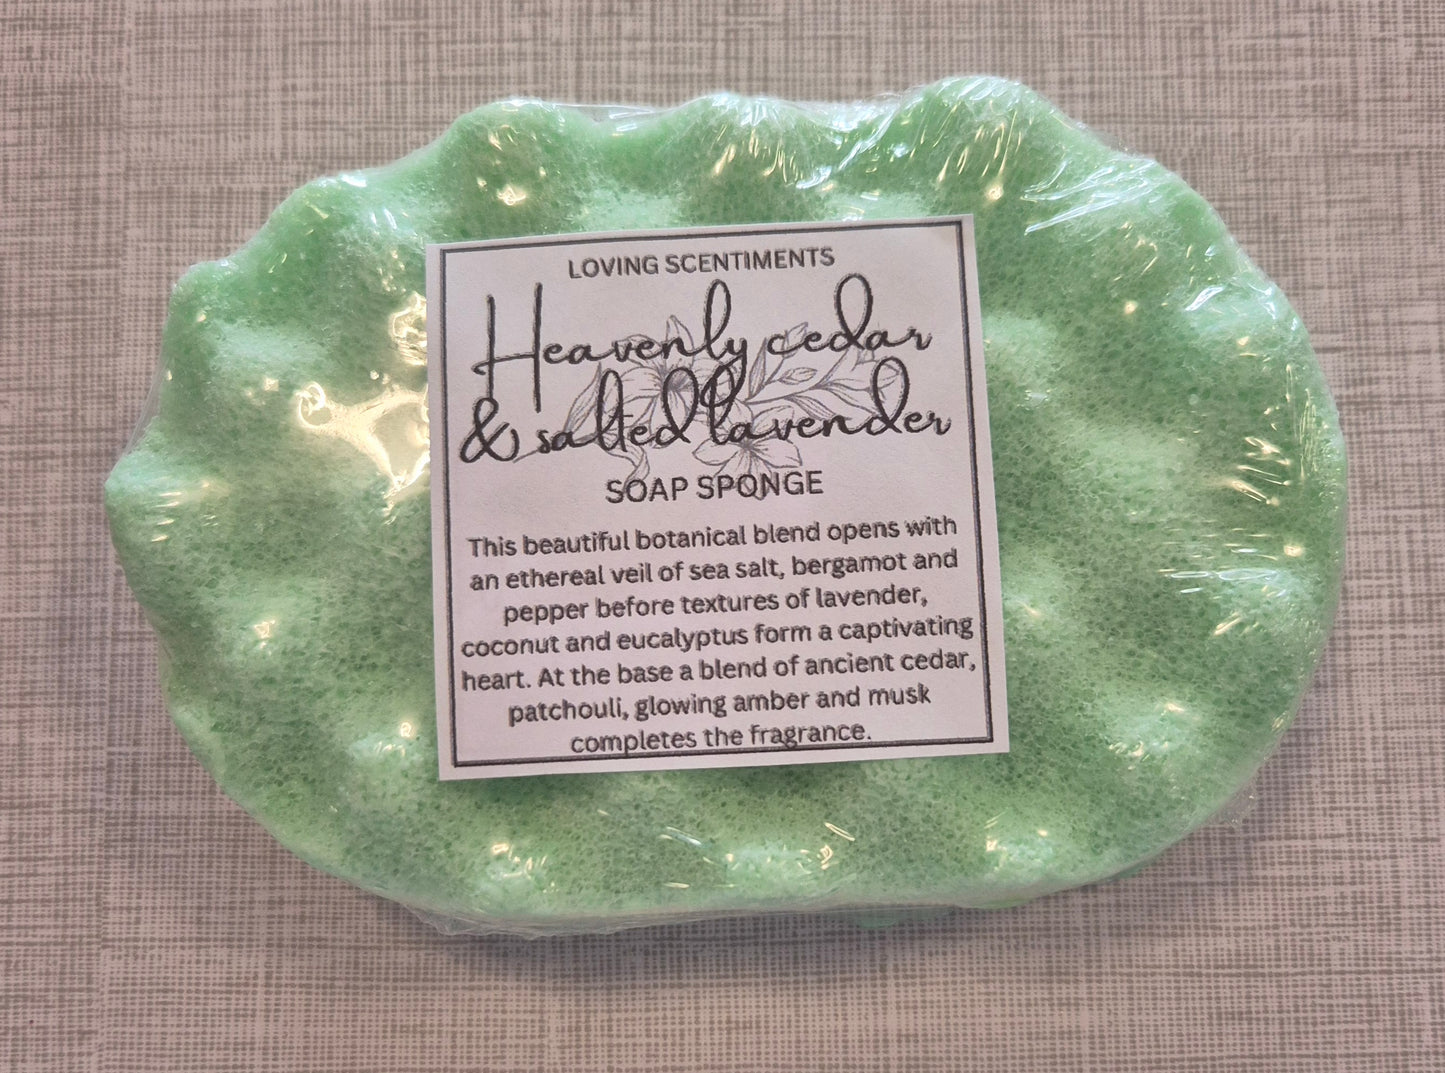 LOVING SCENTIMENTS
Heavenly cedar
& salted lavender
SOAP SPONGE
This beautiful botanical blend opens with
an ethereal veil of sea salt, bergamot and
pepper before textures of lavender,
coconut and eucalyptus form a captivating
heart. At the base a blend of ancient cedar,
patchouli, glowing amber and musk
completes the fragrance.